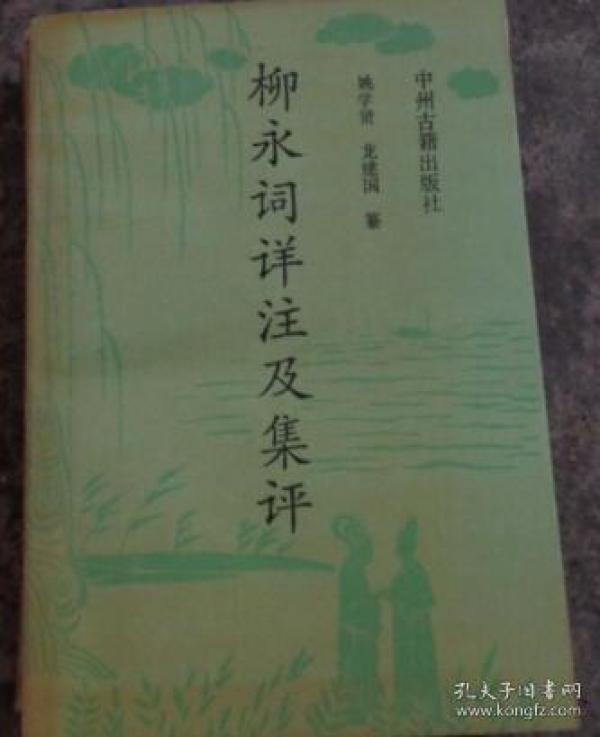 中州古籍出版社
姚学贤 龙建国 纂
柳永词详注及集评
孔夫子旧书网
www.kongfz.com